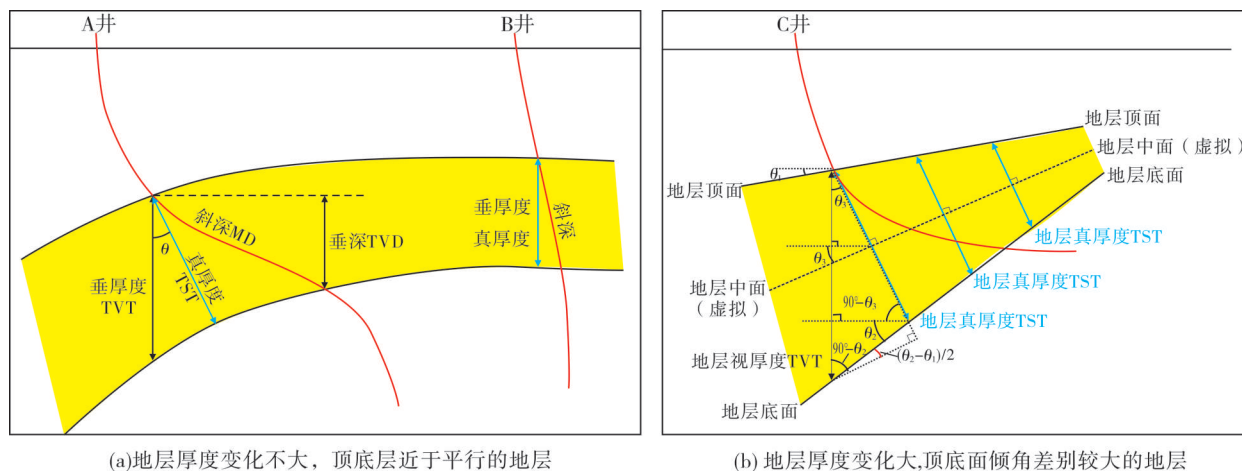 A井
B井
斜深MD
垂深TVD
θ
真厚度
TST
垂厚度
TVT
垂厚度
真厚度
斜深
(a)地层厚度变化不大，顶底层近于平行的地层
C井
地层顶面
地层中面（虚拟）
地层底面
地层顶面
θ₁
θ₃
θ₃
地层真厚度TST
地层真厚度TST
地层中面
（虚拟）
90°-θ₃
地层真厚度TST
θ₂
地层视厚度TVT
90°-θ₂
(θ₂-θ₁)/2
地层底面
(b) 地层厚度变化大,顶底面倾角差别较大的地层